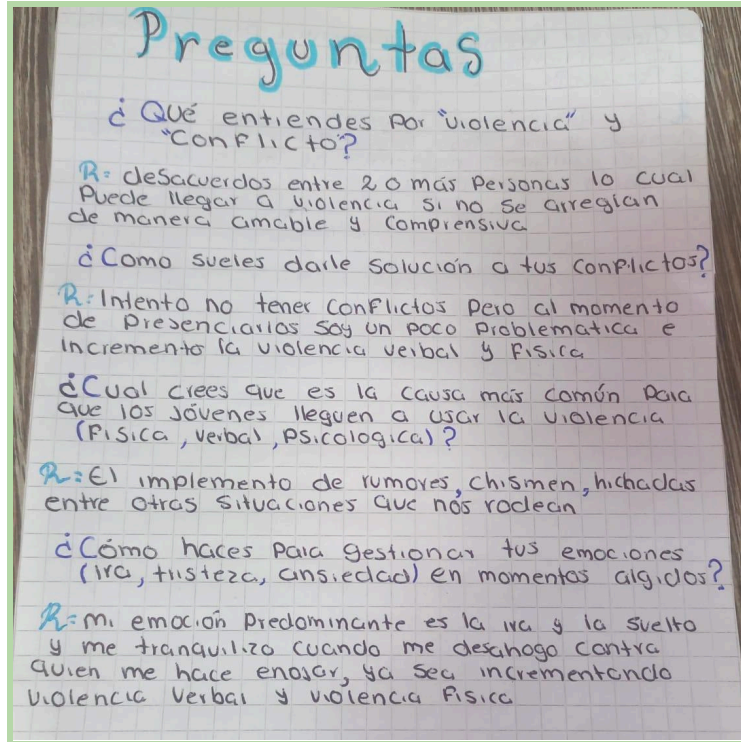 Preguntas
¿Qué entiendes por "violencia" y
"Conflicto"?
R= desacuerdos entre 2 o más Personas lo cual
Puede llegar a violencia si no se arreglan
de manera amable y comprensiva
¿Como sueles darle solución a tus conflictos?
R: Intento no tener conflictos Pero al momento
de presenciarlos soy un poco Problematica e
incremento la violencia verbal y fisica
¿Cual crees que es la causa más común para
que los Jóvenes lleguen a usar la violencia
(fisica, verbal, psicologica)?
R=El implemento de rumores, chismen, hichadas
entre otras situaciones que nos rodean
¿Cómo haces para gestionar tus emociones
(ira, tristeza, ansiedad) en momentos algidos?
R=mi emoción Predominante es la ira y la suelto
y me tranquilizo cuando me desahogo contra
quien me hace enojar, ya sea incrementando
violencia verbal y violencia fisica